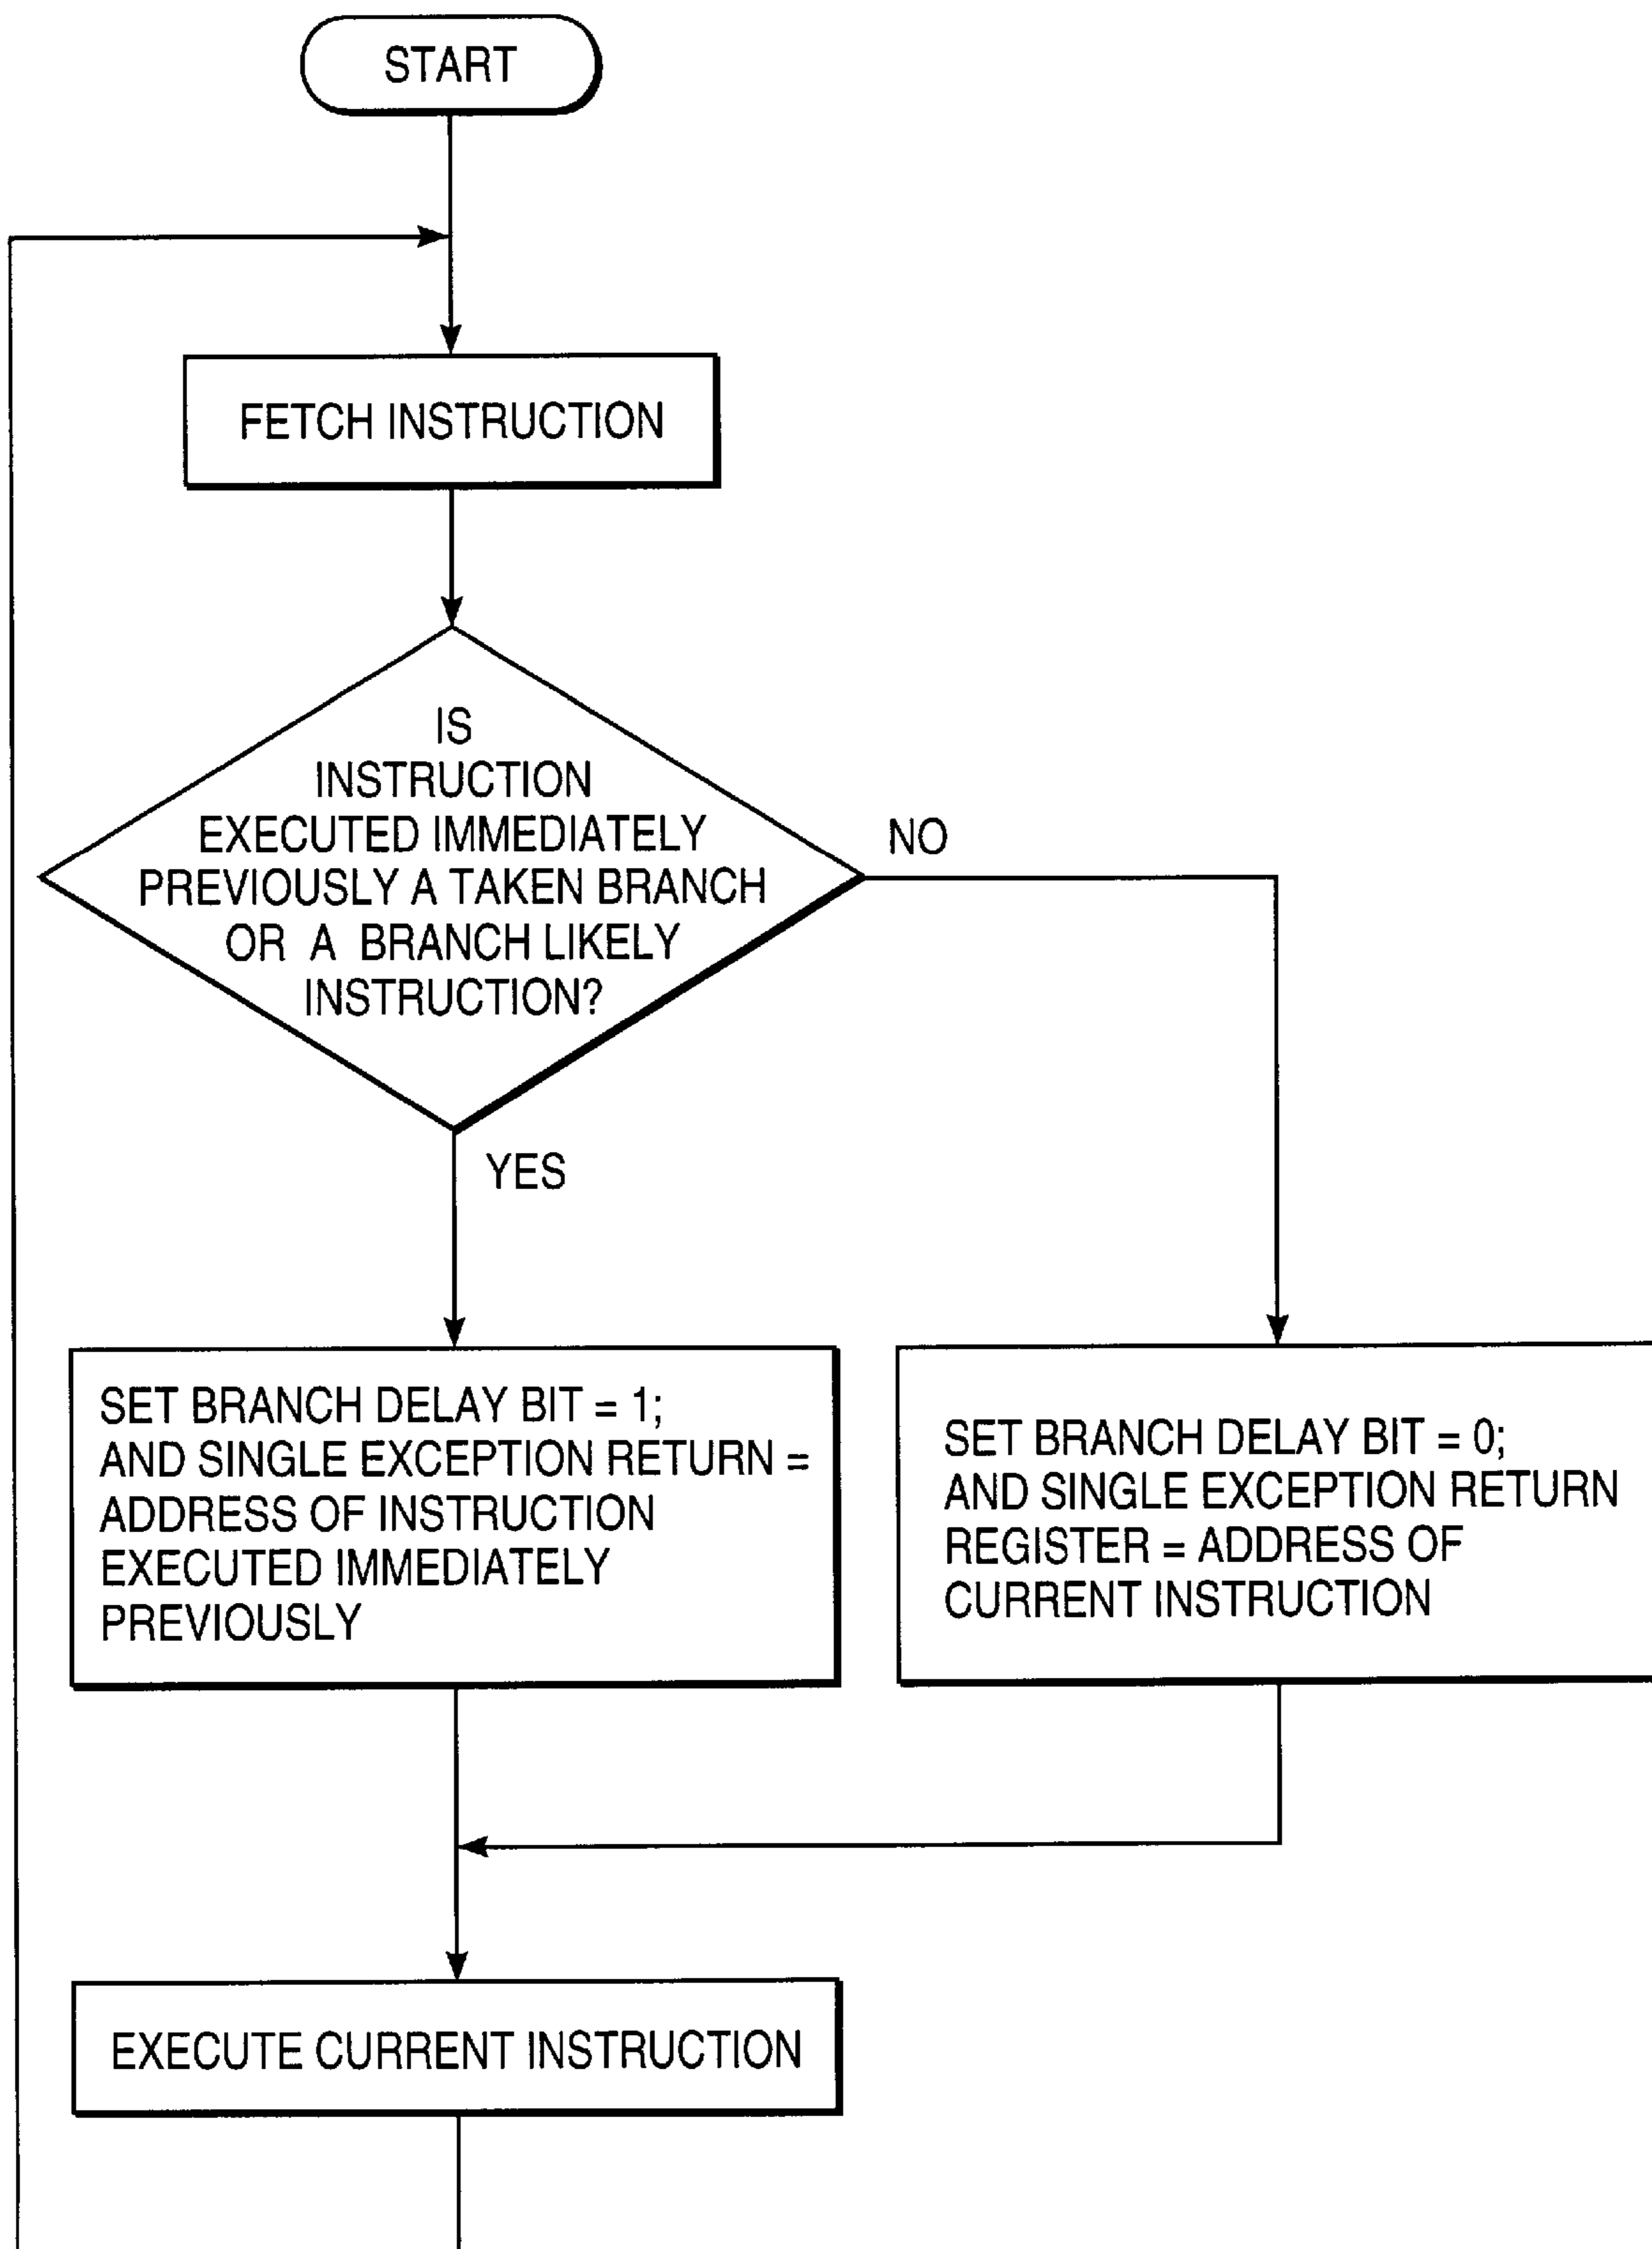 START
FETCH INSTRUCTION
IS
INSTRUCTION
EXECUTED IMMEDIATELY
PREVIOUSLY A TAKEN BRANCH
OR A BRANCH LIKELY
INSTRUCTION?
NO
YES
SET BRANCH DELAY BIT = 1;
AND SINGLE EXCEPTION RETURN =
ADDRESS OF INSTRUCTION
EXECUTED IMMEDIATELY
PREVIOUSLY
SET BRANCH DELAY BIT = 0;
AND SINGLE EXCEPTION RETURN
REGISTER = ADDRESS OF
CURRENT INSTRUCTION
EXECUTE CURRENT INSTRUCTION